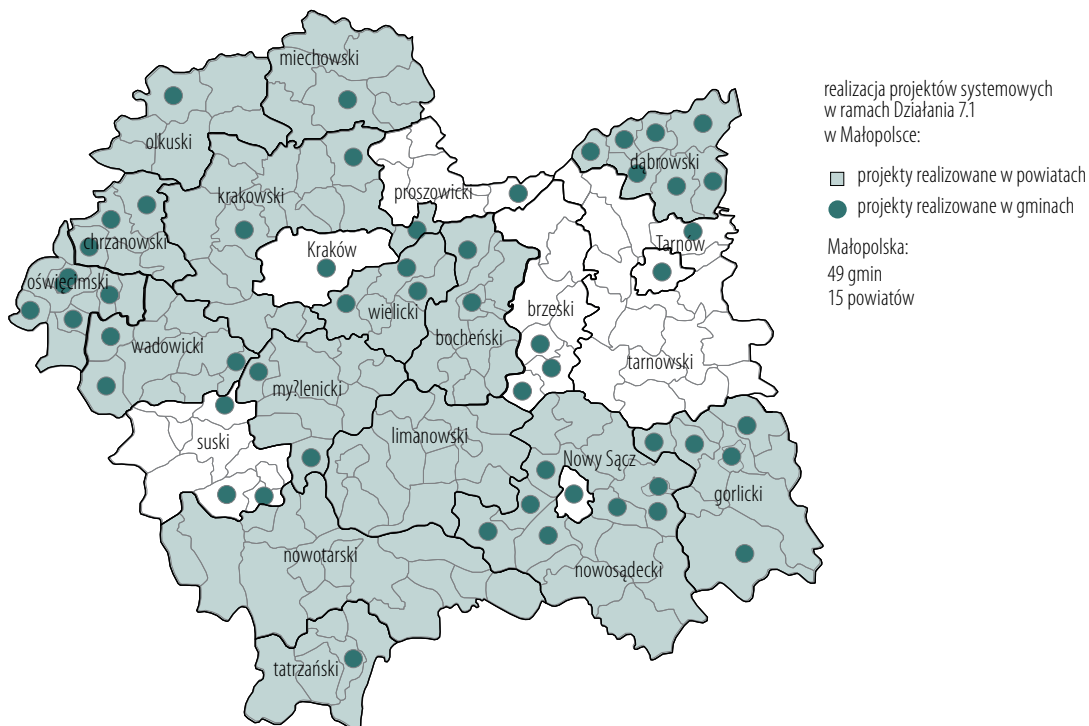 miechowski
olkuski
dąbrowski
krakowski
proszowicki
chrzanowski
Kraków
Tarnów
oświęcimski
wielicki
brzeski
wadowicki
bocheński
tarnowski
my?lenicki
limanowski
suski
Nowy Sącz
gorlicki
nowotarski
nowosądecki
tatrzański
realizacja projektów systemowych
w ramach Działania 7.1
w Małopolsce:
projekty realizowane w powiatach
projekty realizowane w gminach
Małopolska:
49 gmin
15 powiatów